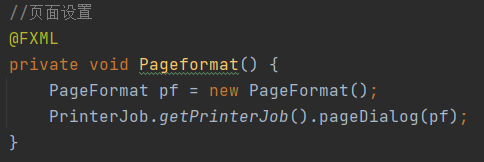 //页面设置
@FXML
private void Pageformat() {
    PageFormat pf = new PageFormat();
    PrinterJob.getPrinterJob().pageDialog(pf);
}